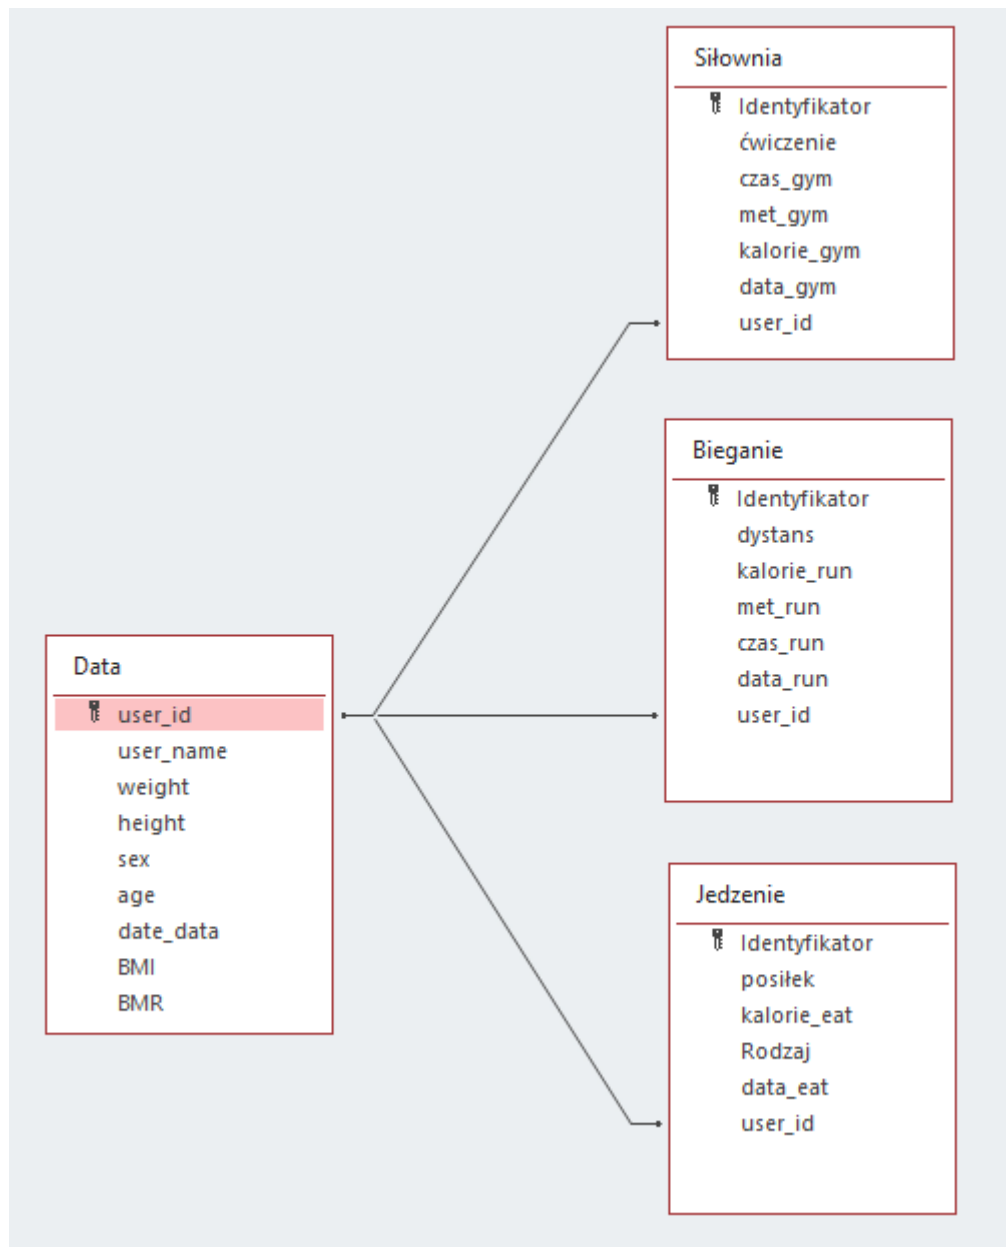 Siłownia
Identyfikator
ćwiczenie
czas_gym
met_gym
kalorie_gym
data_gym
user_id
Bieganie
Identyfikator
dystans
kalorie_run
met_run
czas_run
data_run
user_id
Data
user_id
user_name
weight
height
sex
age
date_data
BMI
BMR
Jedzenie
Identyfikator
posiłek
kalorie_eat
Rodzaj
data_eat
user_id